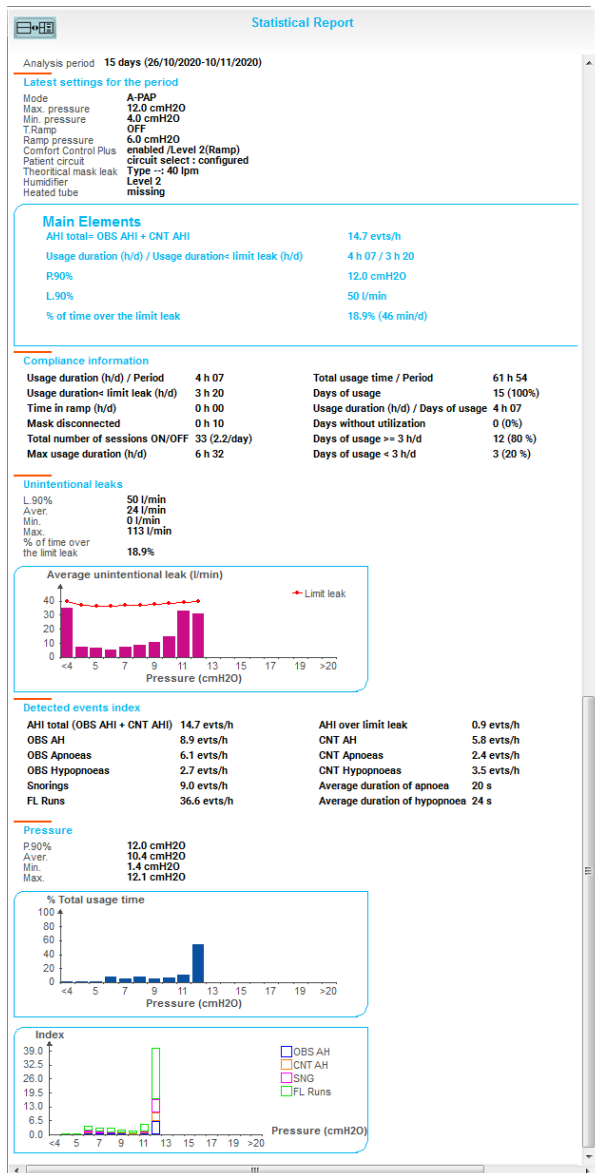 Statistical Report
Analysis period 15 days (26/10/2020-10/11/2020)
Latest settings for the period
Mode A-PAP
Max. pressure 12.0 cmH2O
Min. pressure 4.0 cmH2O
T.Ramp OFF
Ramp pressure 6.0 cmH2O
Comfort Control Plus enabled /Level 2(Ramp)
Patient circuit circuit select : configured
Theoritical mask leak Type --: 40 lpm
Humidifier Level 2
Heated tube missing
Main Elements
AHI total= OBS AHI + CNT AHI 14.7 evts/h
Usage duration (h/d) / Usage duration< limit leak (h/d) 4 h 07 / 3 h 20
P.90% 12.0 cmH2O
L.90% 50 l/min
% of time over the limit leak 18.9% (46 min/d)
Compliance information
Usage duration (h/d) / Period 4 h 07 Total usage time / Period 61 h 54
Usage duration< limit leak (h/d) 3 h 20 Days of usage 15 (100%)
Time in ramp (h/d) 0 h 00 Usage duration (h/d) / Days of usage 4 h 07
Mask disconnected 0 h 10 Days without utilization 0 (0%)
Total number of sessions ON/OFF 33 (2.2/day) Days of usage >= 3 h/d 12 (80 %)
Max usage duration (h/d) 6 h 32 Days of usage < 3 h/d 3 (20 %)
Unintentional leaks
L.90% 50 l/min
Aver. 24 l/min
Min. 0 l/min
Max. 113 l/min
% of time over
the limit leak 18.9%
Average unintentional leak (l/min)
Limit leak
40
30
20
10
0
<4 5 7 9 11 13 15 17 19 >20
Pressure (cmH2O)
Detected events index
AHI total (OBS AHI + CNT AHI) 14.7 evts/h AHI over limit leak 0.9 evts/h
OBS AH 8.9 evts/h CNT AH 5.8 evts/h
OBS Apnoeas 6.1 evts/h CNT Apnoeas 2.4 evts/h
OBS Hypopnoeas 2.7 evts/h CNT Hypopnoeas 3.5 evts/h
Snorings 9.0 evts/h Average duration of apnoea 20 s
FL Runs 36.6 evts/h Average duration of hypopnoea 24 s
Pressure
P.90% 12.0 cmH2O
Aver. 10.4 cmH2O
Min. 1.4 cmH2O
Max. 12.1 cmH2O
% Total usage time
100
80
60
40
20
0
<4 5 7 9 11 13 15 17 19 >20
Pressure (cmH2O)
Index
39.0
32.5
26.0
19.5
13.0
6.5
0.0
OBS AH
CNT AH
SNG
FL Runs
Pressure (cmH2O)
<4 5 7 9 11 13 15 17 19 >20